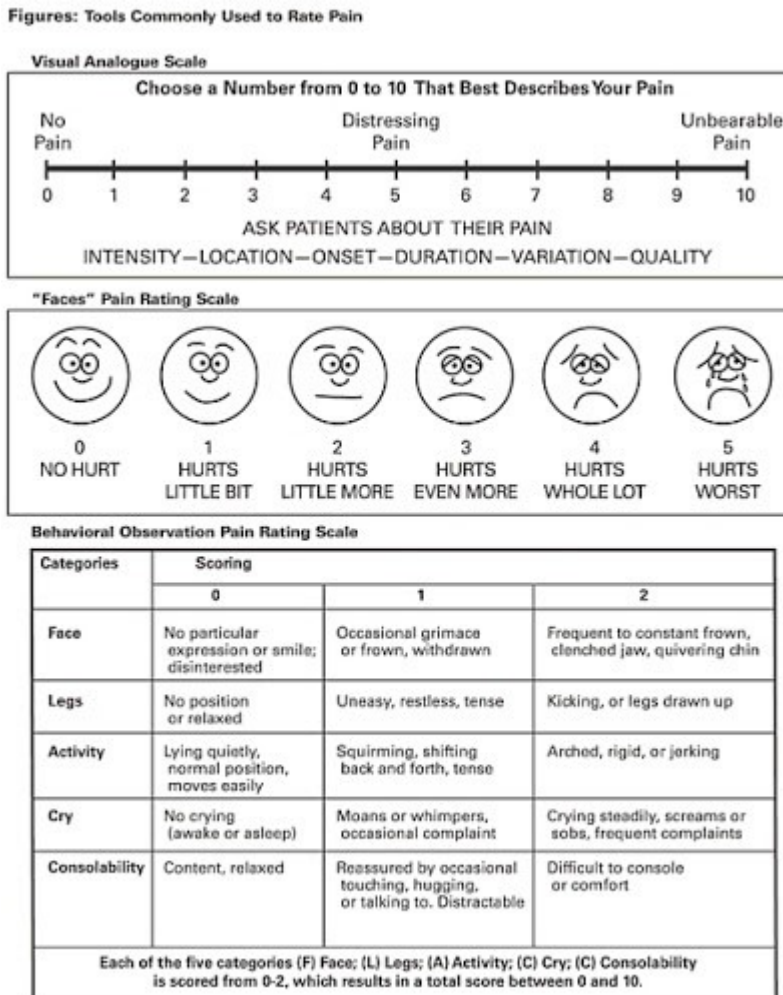 Figures: Tools Commonly Used to Rate Pain
Visual Analogue Scale
Choose a Number from 0 to 10 That Best Describes Your Pain
No Pain
Distressing Pain
Unbearable Pain
0 1 2 3 4 5 6 7 8 9 10
ASK PATIENTS ABOUT THEIR PAIN
INTENSITY—LOCATION—ONSET—DURATION—VARIATION—QUALITY
"Faces" Pain Rating Scale
0
NO HURT
1
HURTS
LITTLE BIT
2
HURTS
LITTLE MORE
3
HURTS
EVEN MORE
4
HURTS
WHOLE LOT
5
HURTS
WORST
Behavioral Observation Pain Rating Scale
Categories
Scoring
0 1 2
Face
No particular
expression or smile;
disinterested
Occasional grimace
or frown, withdrawn
Frequent to constant frown,
clenched jaw, quivering chin
Legs
No position
or relaxed
Uneasy, restless, tense
Kicking, or legs drawn up
Activity
Lying quietly,
normal position,
moves easily
Squirming, shifting
back and forth, tense
Arched, rigid, or jerking
Cry
No crying
(awake or asleep)
Moans or whimpers,
occasional complaint
Crying steadily, screams or
sobs, frequent complaints
Consolability
Content, relaxed
Reassured by occasional
touching, hugging,
or talking to. Distractable
Difficult to console
or comfort
Each of the five categories (F) Face; (L) Legs; (A) Activity; (C) Cry; (C) Consolability
is scored from 0-2, which results in a total score between 0 and 10.